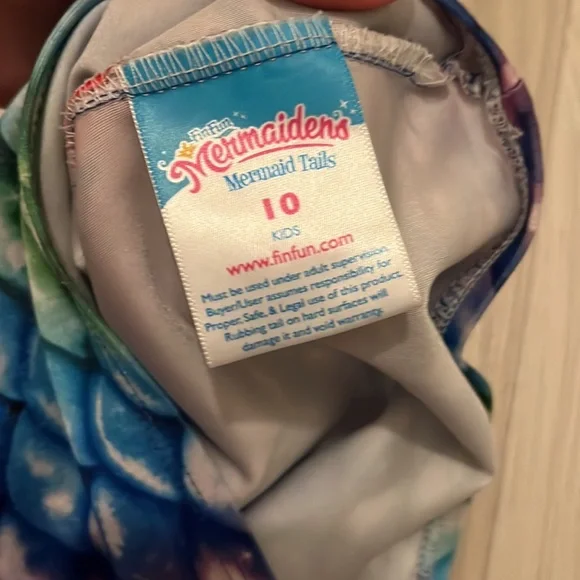 FinFun
Mermaidens
Mermaid Tails
10
KIDS
www.finfun.com
Must be used under adult supervision.
Buyer/User assumes responsibility for
Proper, Safe, & Legal use of this product.
Rubbing tail on hard surfaces will
damage it and void warranty.